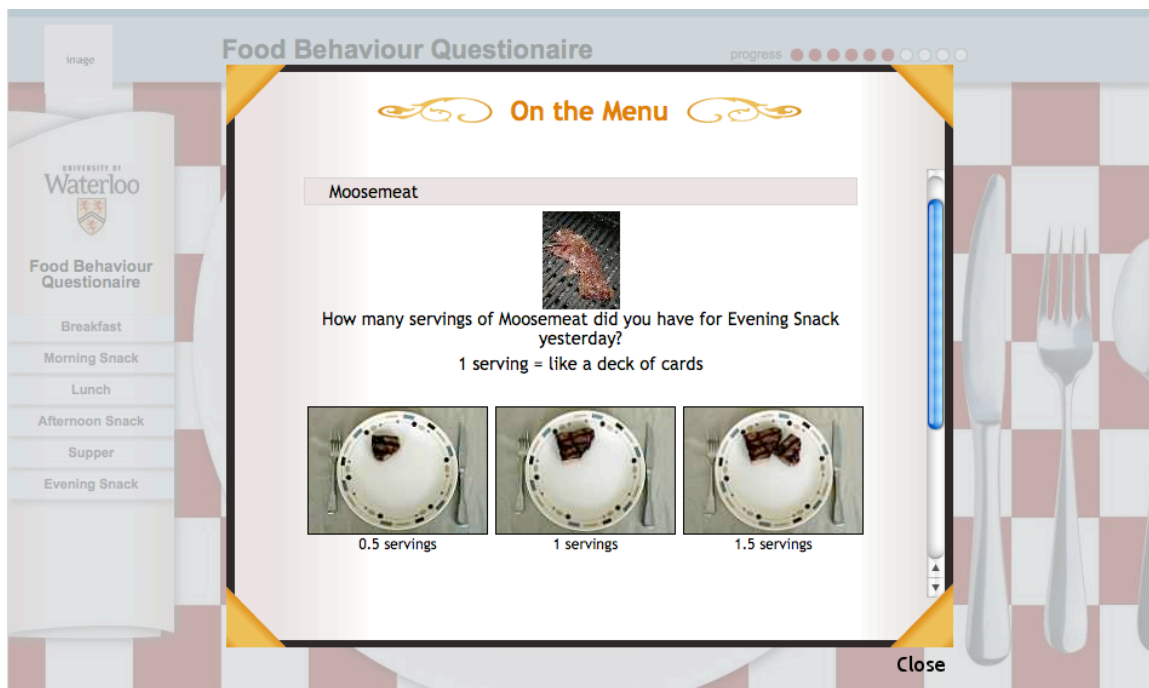 image
Food Behaviour Questionaire
progress
On the Menu
UNIVERSITY OF
Waterloo
Food Behaviour
Questionaire
Breakfast
Morning Snack
Lunch
Afternoon Snack
Supper
Evening Snack
Moosemeat
How many servings of Moosemeat did you have for Evening Snack
yesterday?
1 serving = like a deck of cards
0.5 servings
1 servings
1.5 servings
Close